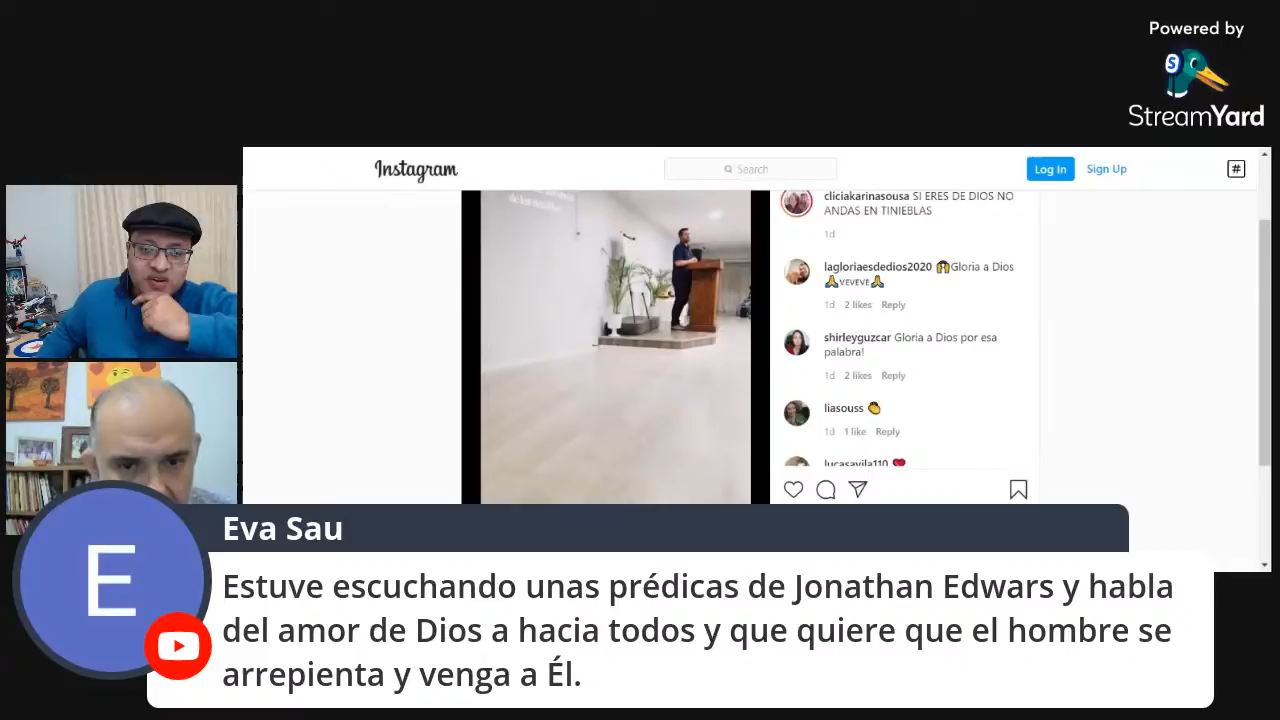 Powered by
StreamYard
Instagram
Search
Log In
Sign Up
#
cliciakarinasousa SI ERES DE DIOS NO
ANDAS EN TINIEBLAS
1d
lagloriaesdedios2020 🙌Gloria a Dios
🙏VEVEVE🙏
1d 2 likes Reply
shirleyguzcar Gloria a Dios por esa
palabra!
1d 2 likes Reply
liasouss 👏
1d 1 like Reply
lucasavila110 ❤️
E
Eva Sau
Estuve escuchando unas prédicas de Jonathan Edwars y habla
del amor de Dios a hacia todos y que quiere que el hombre se
arrepienta y venga a Él.